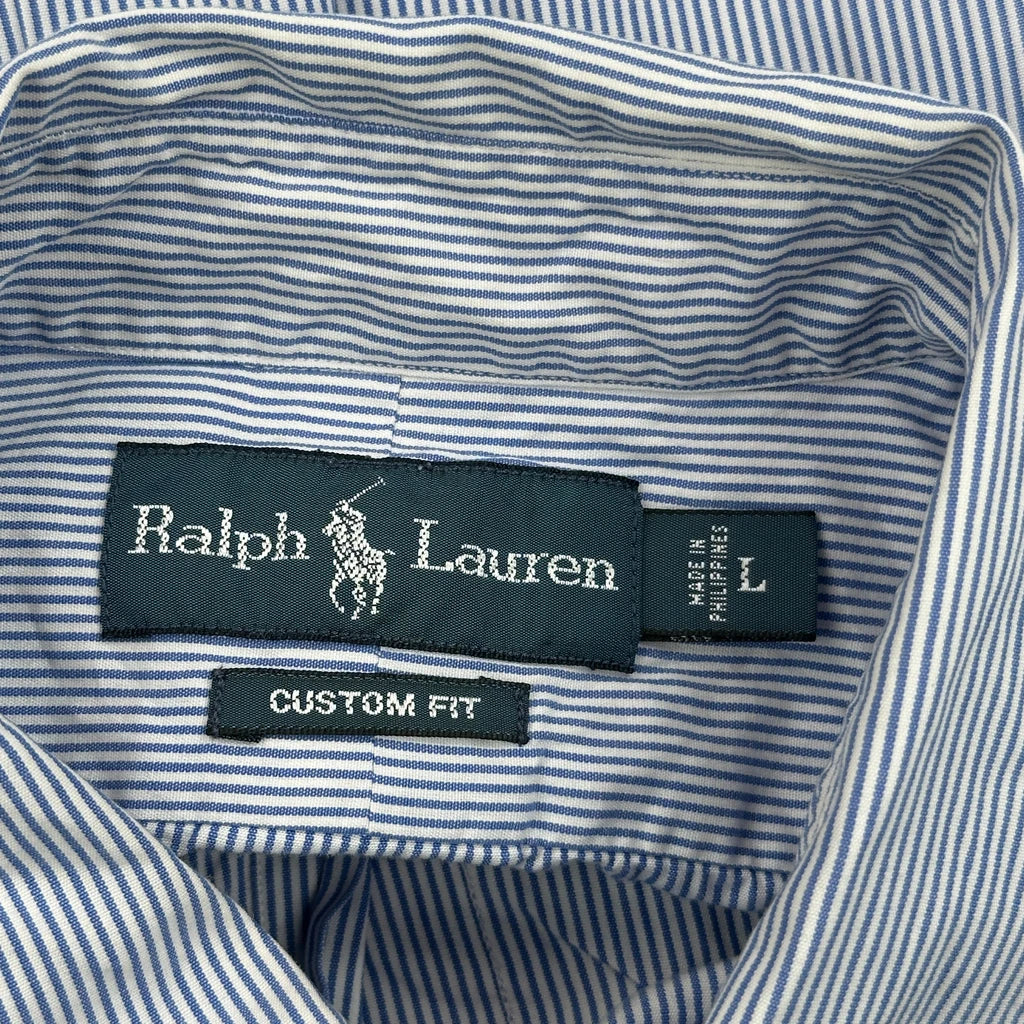 Ralph Lauren
MADE IN
PHILIPPINES
L
CUSTOM FIT